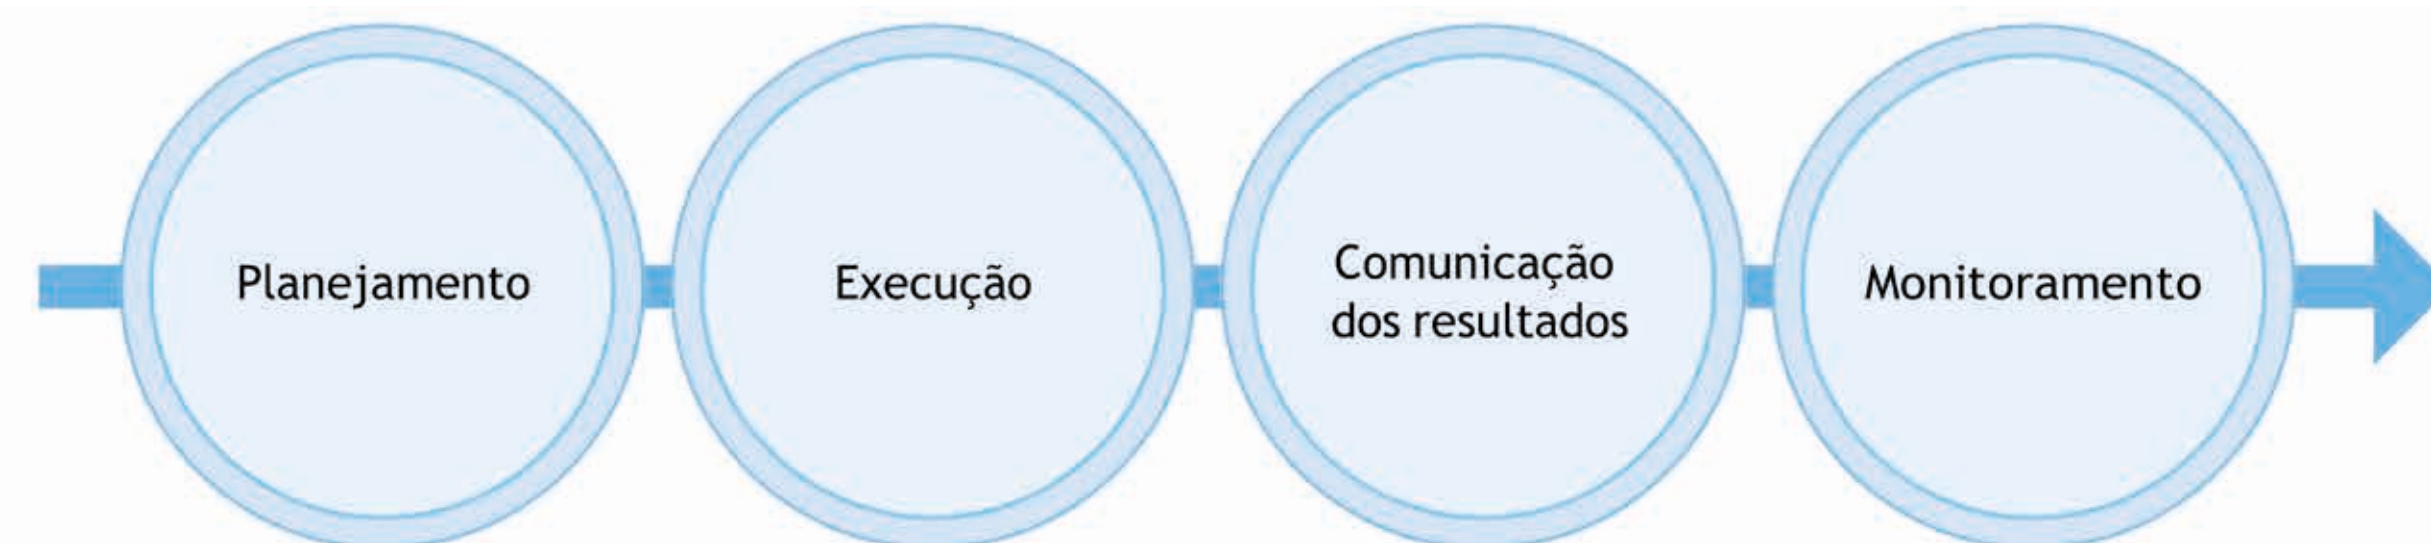 Planejamento
Execução
Comunicação
dos resultados
Monitoramento